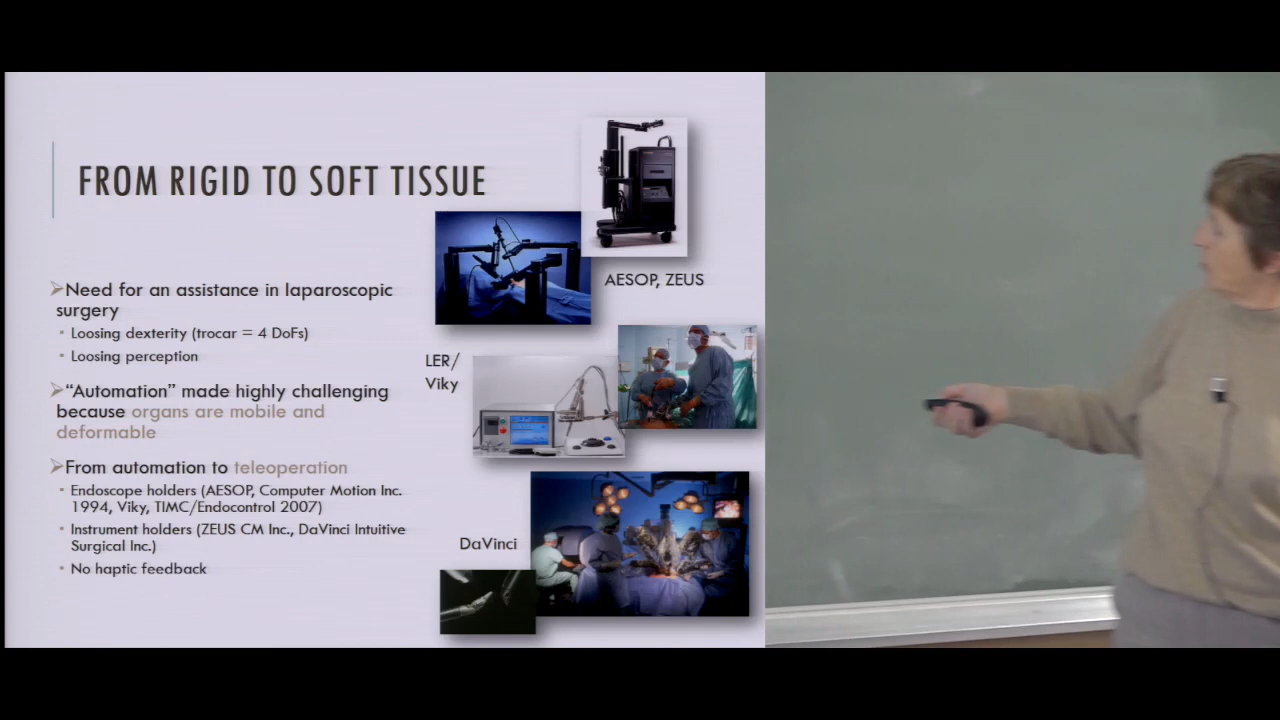 FROM RIGID TO SOFT TISSUE
➢Need for an assistance in laparoscopic
surgery
▪ Loosing dexterity (trocar = 4 DoFs)
▪ Loosing perception
➢“Automation” made highly challenging
because organs are mobile and
deformable
➢From automation to teleoperation
▪ Endoscope holders (AESOP, Computer Motion Inc.
1994, Viky, TIMC/Endocontrol 2007)
▪ Instrument holders (ZEUS CM Inc., DaVinci Intuitive
Surgical Inc.)
▪ No haptic feedback
AESOP, ZEUS
LER/
Viky
DaVinci